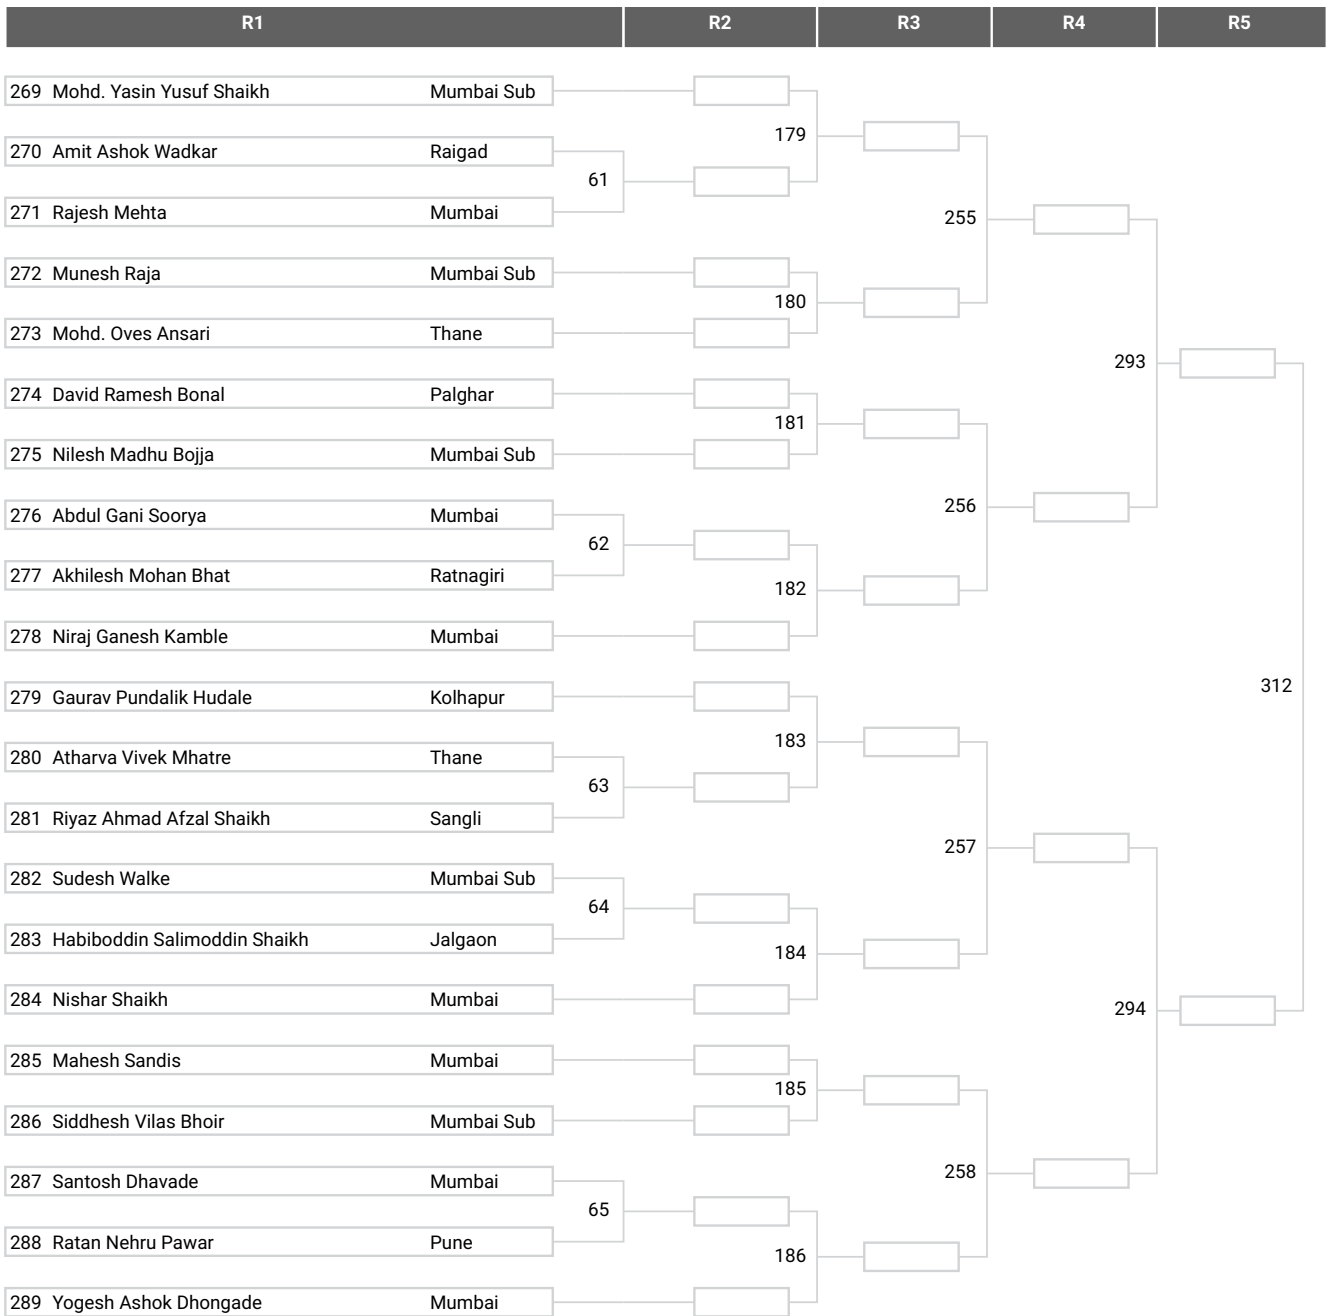 R1 R2 R3 R4 R5
269 Mohd. Yasin Yusuf Shaikh Mumbai Sub
179
270 Amit Ashok Wadkar Raigad
61
271 Rajesh Mehta Mumbai
255
272 Munesh Raja Mumbai Sub
180
273 Mohd. Oves Ansari Thane
293
274 David Ramesh Bonal Palghar
181
275 Nilesh Madhu Bojja Mumbai Sub
256
276 Abdul Gani Soorya Mumbai
62
277 Akhilesh Mohan Bhat Ratnagiri
182
278 Niraj Ganesh Kamble Mumbai
312
279 Gaurav Pundalik Hudale Kolhapur
183
280 Atharva Vivek Mhatre Thane
63
281 Riyaz Ahmad Afzal Shaikh Sangli
257
282 Sudesh Walke Mumbai Sub
64
283 Habiboddin Salimoddin Shaikh Jalgaon
184
284 Nishar Shaikh Mumbai
294
285 Mahesh Sandis Mumbai
185
286 Siddhesh Vilas Bhoir Mumbai Sub
258
287 Santosh Dhavade Mumbai
65
288 Ratan Nehru Pawar Pune
186
289 Yogesh Ashok Dhongade Mumbai